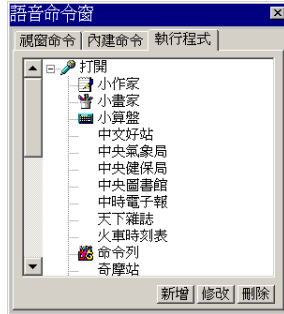 語音命令窗
視窗命令 內建命令 執行程式
打開
小作家
小畫家
小算盤
中文好站
中央氣象局
中央健保局
中央圖書館
中時電子報
天下雜誌
火車時刻表
命令列
奇摩站
新增 修改 刪除